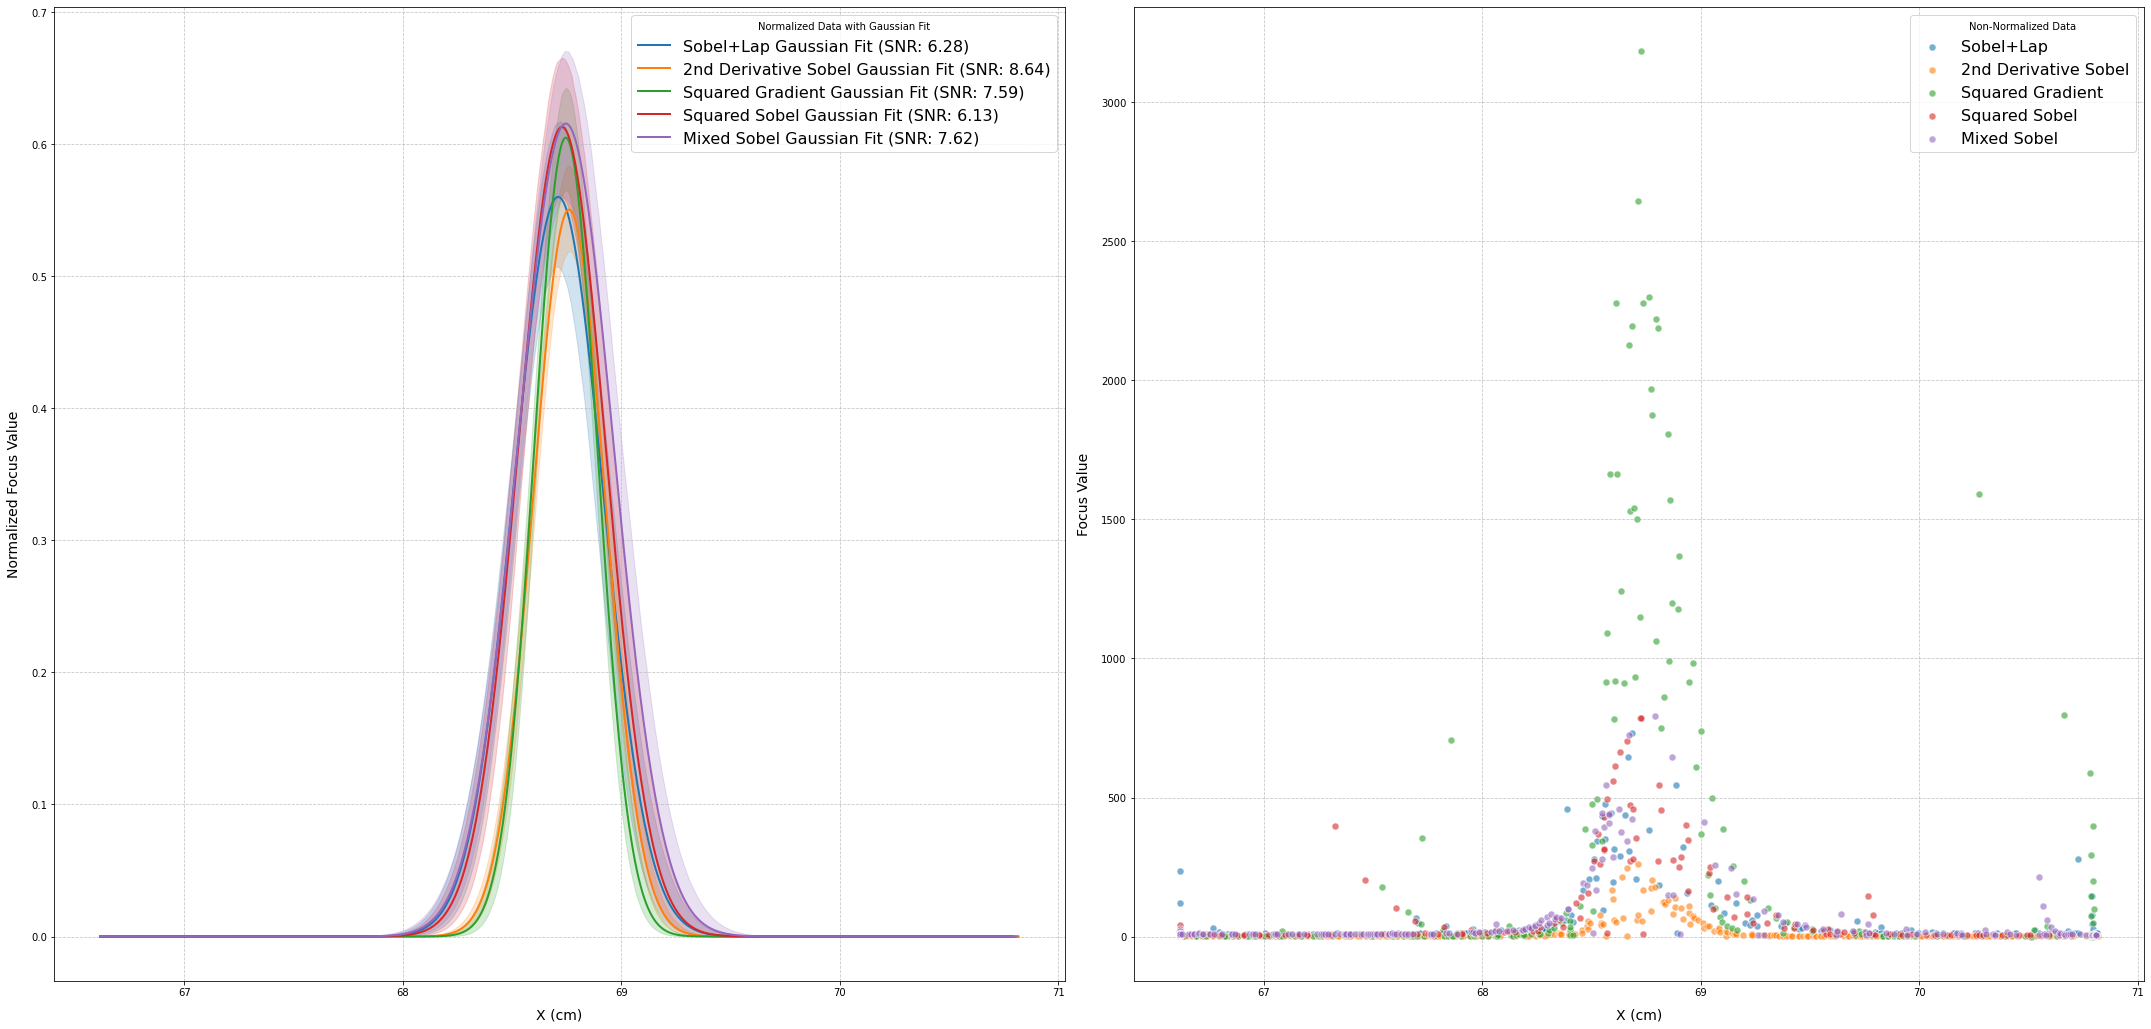 Normalized Data with Gaussian Fit
Sobel+Lap Gaussian Fit (SNR: 6.28)
2nd Derivative Sobel Gaussian Fit (SNR: 8.64)
Squared Gradient Gaussian Fit (SNR: 7.59)
Squared Sobel Gaussian Fit (SNR: 6.13)
Mixed Sobel Gaussian Fit (SNR: 7.62)
Normalized Focus Value
0.7
0.6
0.5
0.4
0.3
0.2
0.1
0.0
67
68
69
70
71
X (cm)
Non-Normalized Data
Sobel+Lap
2nd Derivative Sobel
Squared Gradient
Squared Sobel
Mixed Sobel
Focus Value
3000
2500
2000
1500
1000
500
0
67
68
69
70
71
X (cm)